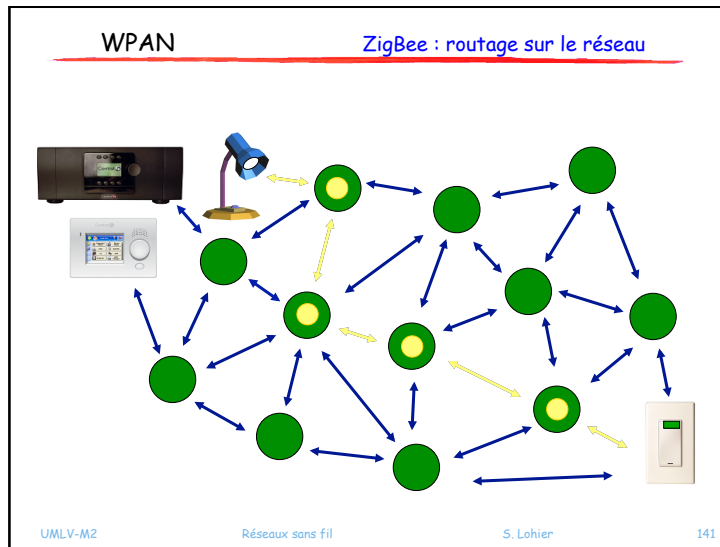 WPAN
ZigBee : routage sur le réseau
UMLV-M2
Réseaux sans fil
S. Lohier
141